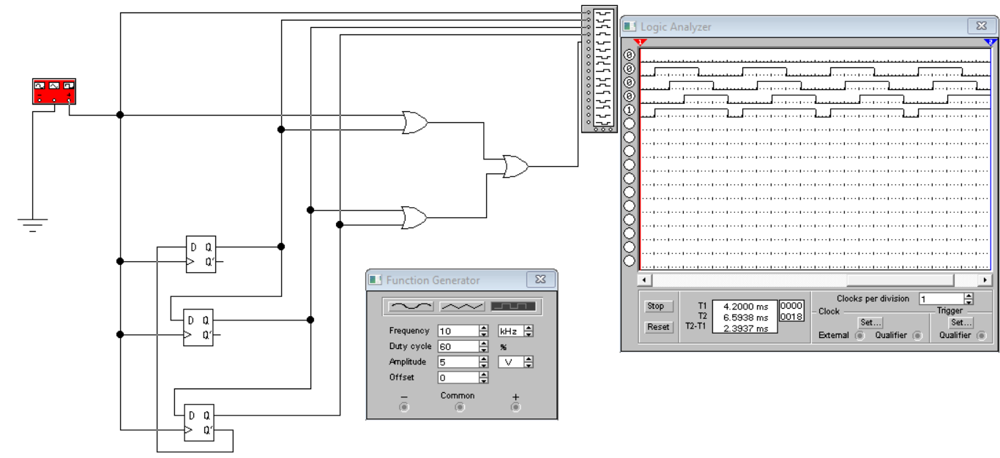 Logic Analyzer
1 2
0
0
0
0
1
D Q
Q'
D Q
Q'
D Q
Q'
Function Generator
Frequency 10 kHz
Duty cycle 60 %
Amplitude 5 V
Offset 0
− Common +
Stop
Reset
T1 4.2000 ms 0000
T2 6.5938 ms 0018
T2-T1 2.3937 ms
Clocks per division 1
Clock
Set...
External Qualifier
Trigger
Set...
Qualifier